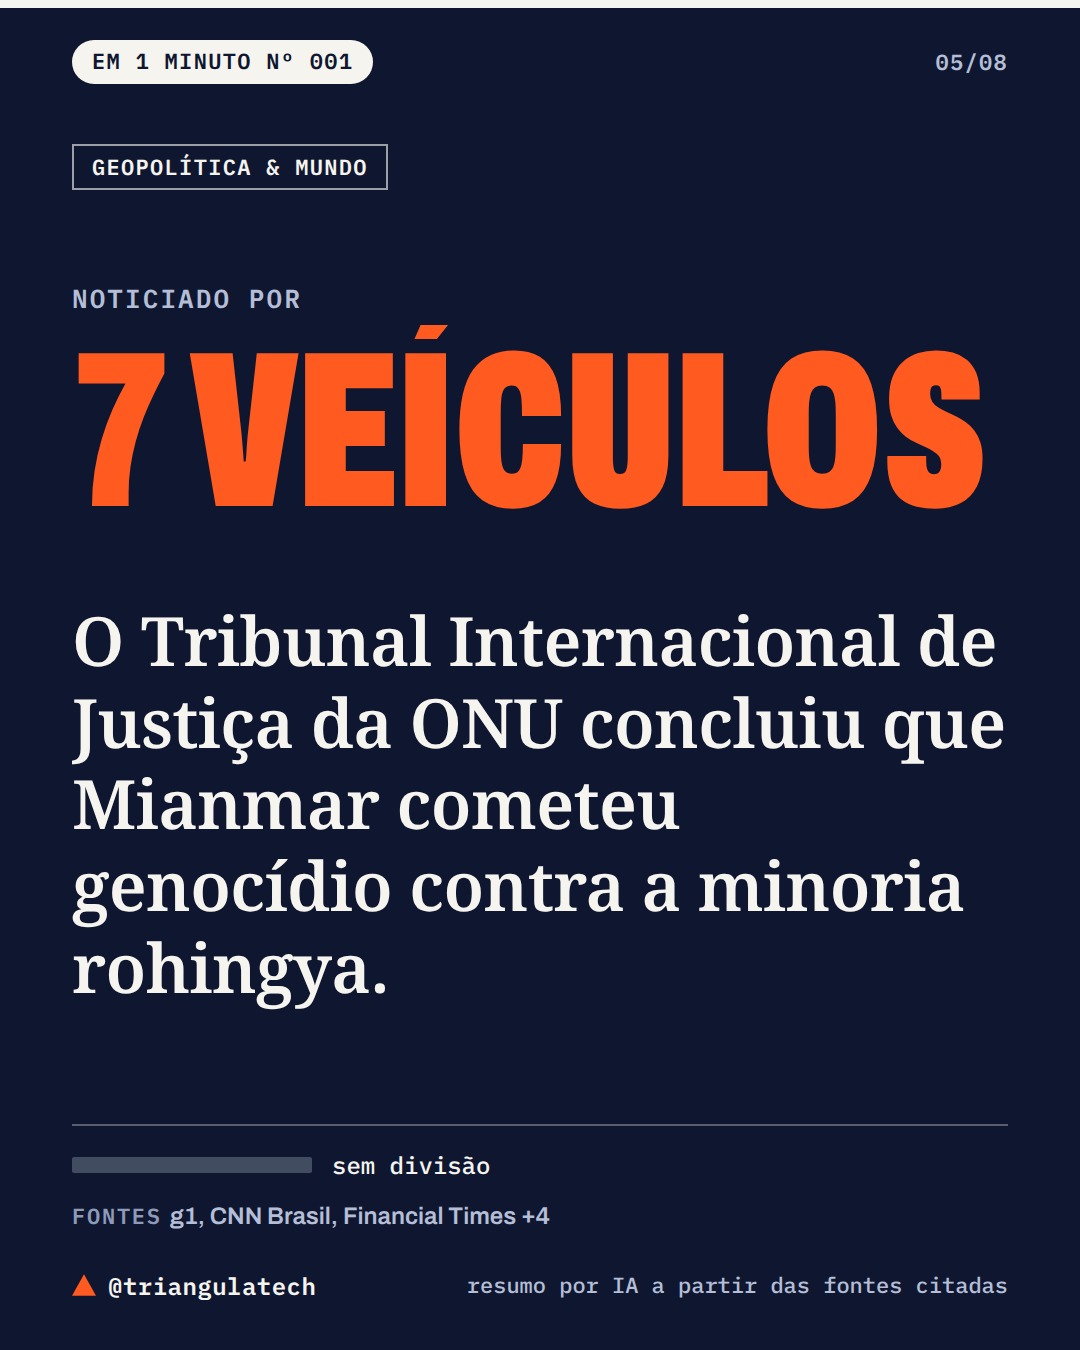 EM 1 MINUTO Nº 001
05/08
GEOPOLÍTICA & MUNDO
NOTICIADO POR
7 VEÍCULOS
O Tribunal Internacional de
Justiça da ONU concluiu que
Mianmar cometeu
genocídio contra a minoria
rohingya.
sem divisão
FONTES g1, CNN Brasil, Financial Times +4
@triangulatech
resumo por IA a partir das fontes citadas